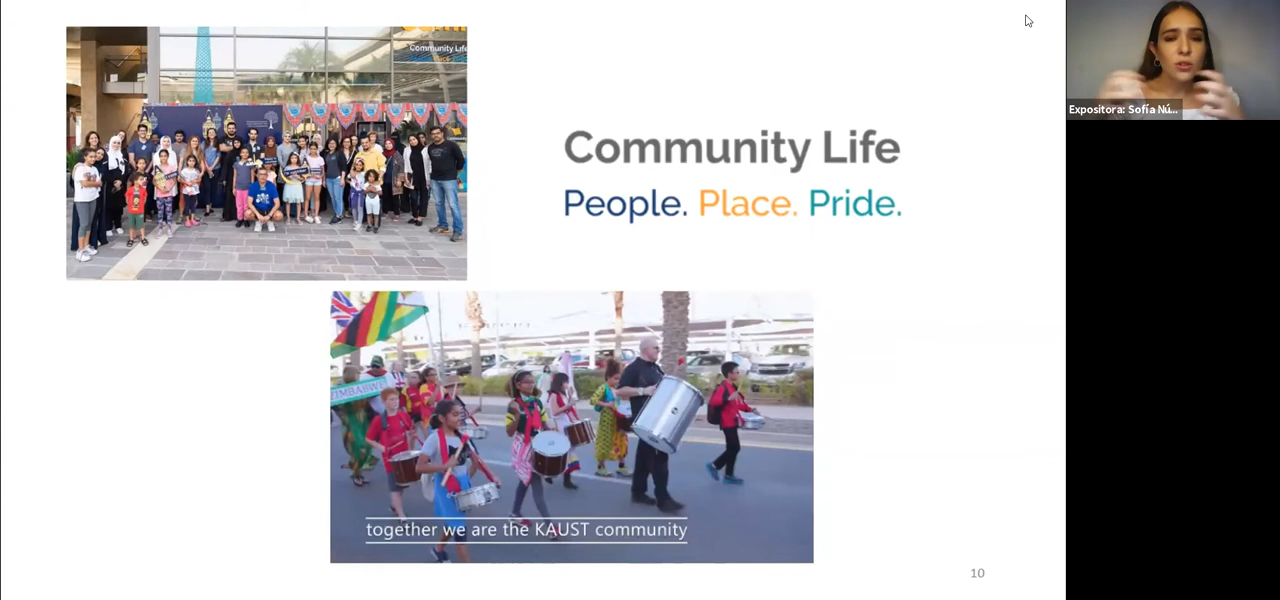 Community Life
Community Life
People. Place. Pride.
ZIMBABWE
together we are the KAUST community
10
Expositora: Sofía Nú...